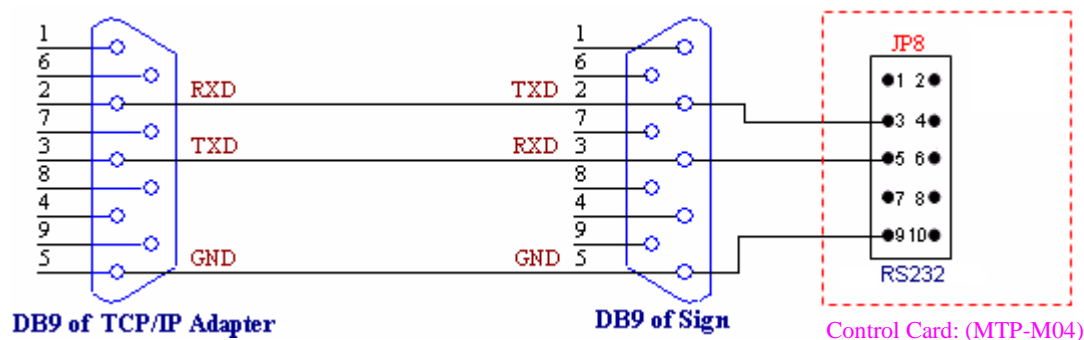 1
6
2 RXD
7
3 TXD
8
4
9
5 GND
DB9 of TCP/IP Adapter
1
6
TXD 2
7
RXD 3
8
4
9
GND 5
DB9 of Sign
JP8
1 2
3 4
5 6
7 8
9 10
RS232
Control Card: (MTP-M04)